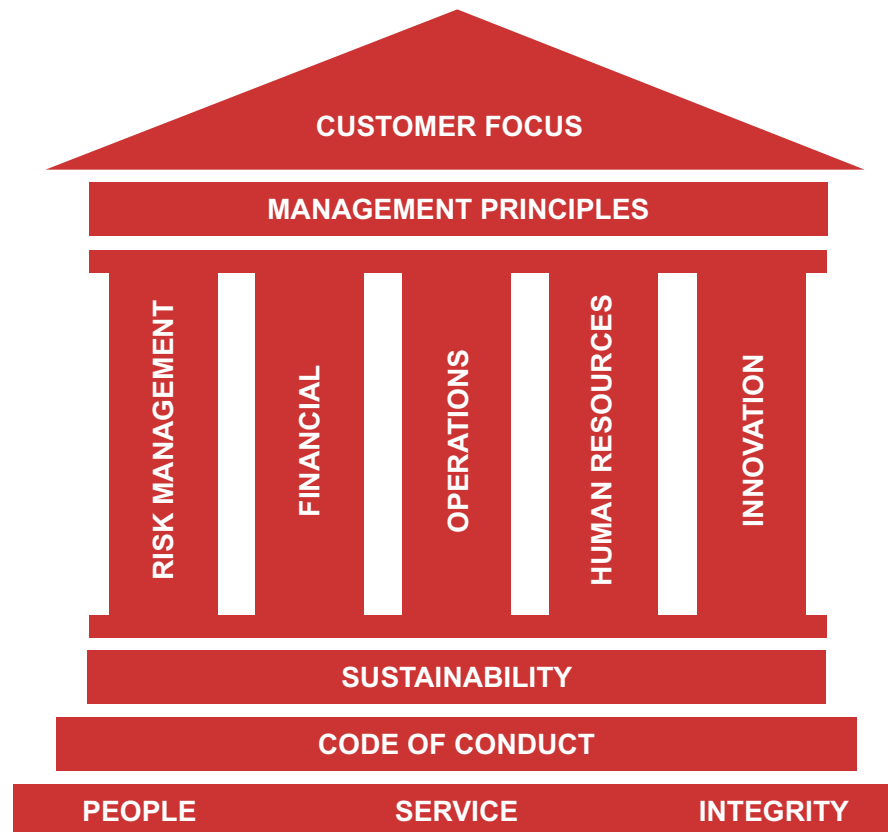 CUSTOMER FOCUS
MANAGEMENT PRINCIPLES
RISK MANAGEMENT
FINANCIAL
OPERATIONS
HUMAN RESOURCES
INNOVATION
SUSTAINABILITY
CODE OF CONDUCT
PEOPLE SERVICE INTEGRITY